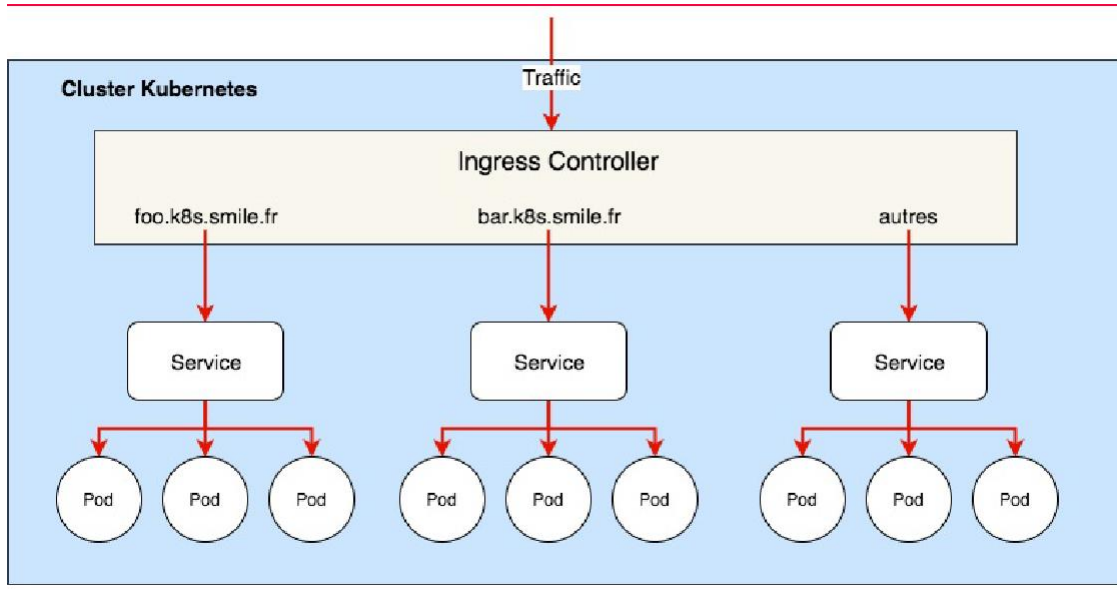 Traffic
Cluster Kubernetes
Ingress Controller
foo.k8s.smile.fr
bar.k8s.smile.fr
autres
Service
Service
Service
Pod
Pod
Pod
Pod
Pod
Pod
Pod
Pod
Pod